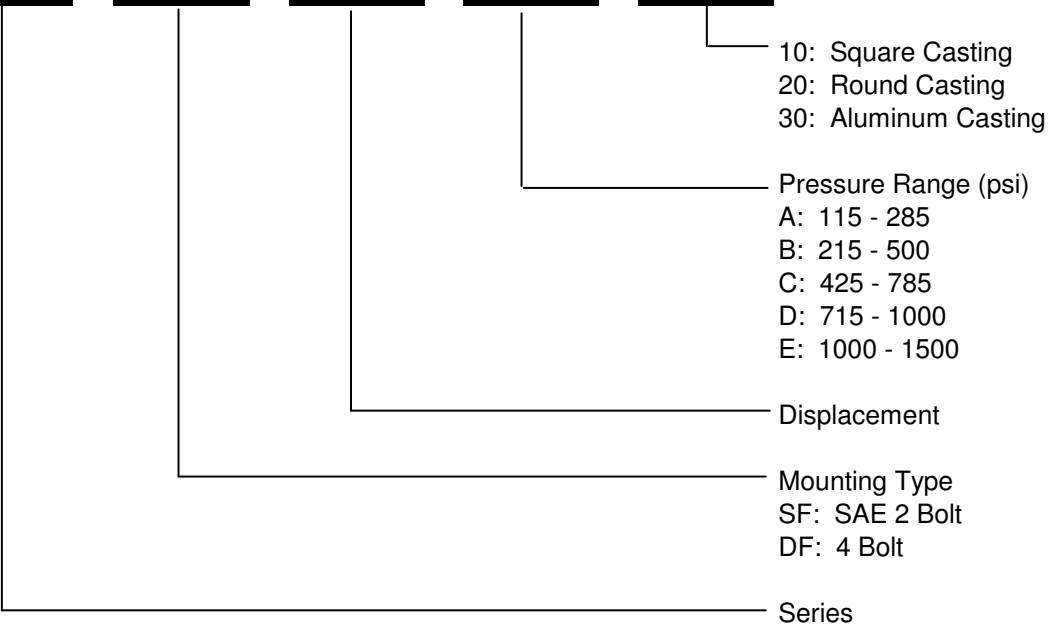 10: Square Casting
20: Round Casting
30: Aluminum Casting
Pressure Range (psi)
A: 115 - 285
B: 215 - 500
C: 425 - 785
D: 715 - 1000
E: 1000 - 1500
Displacement
Mounting Type
SF: SAE 2 Bolt
DF: 4 Bolt
Series